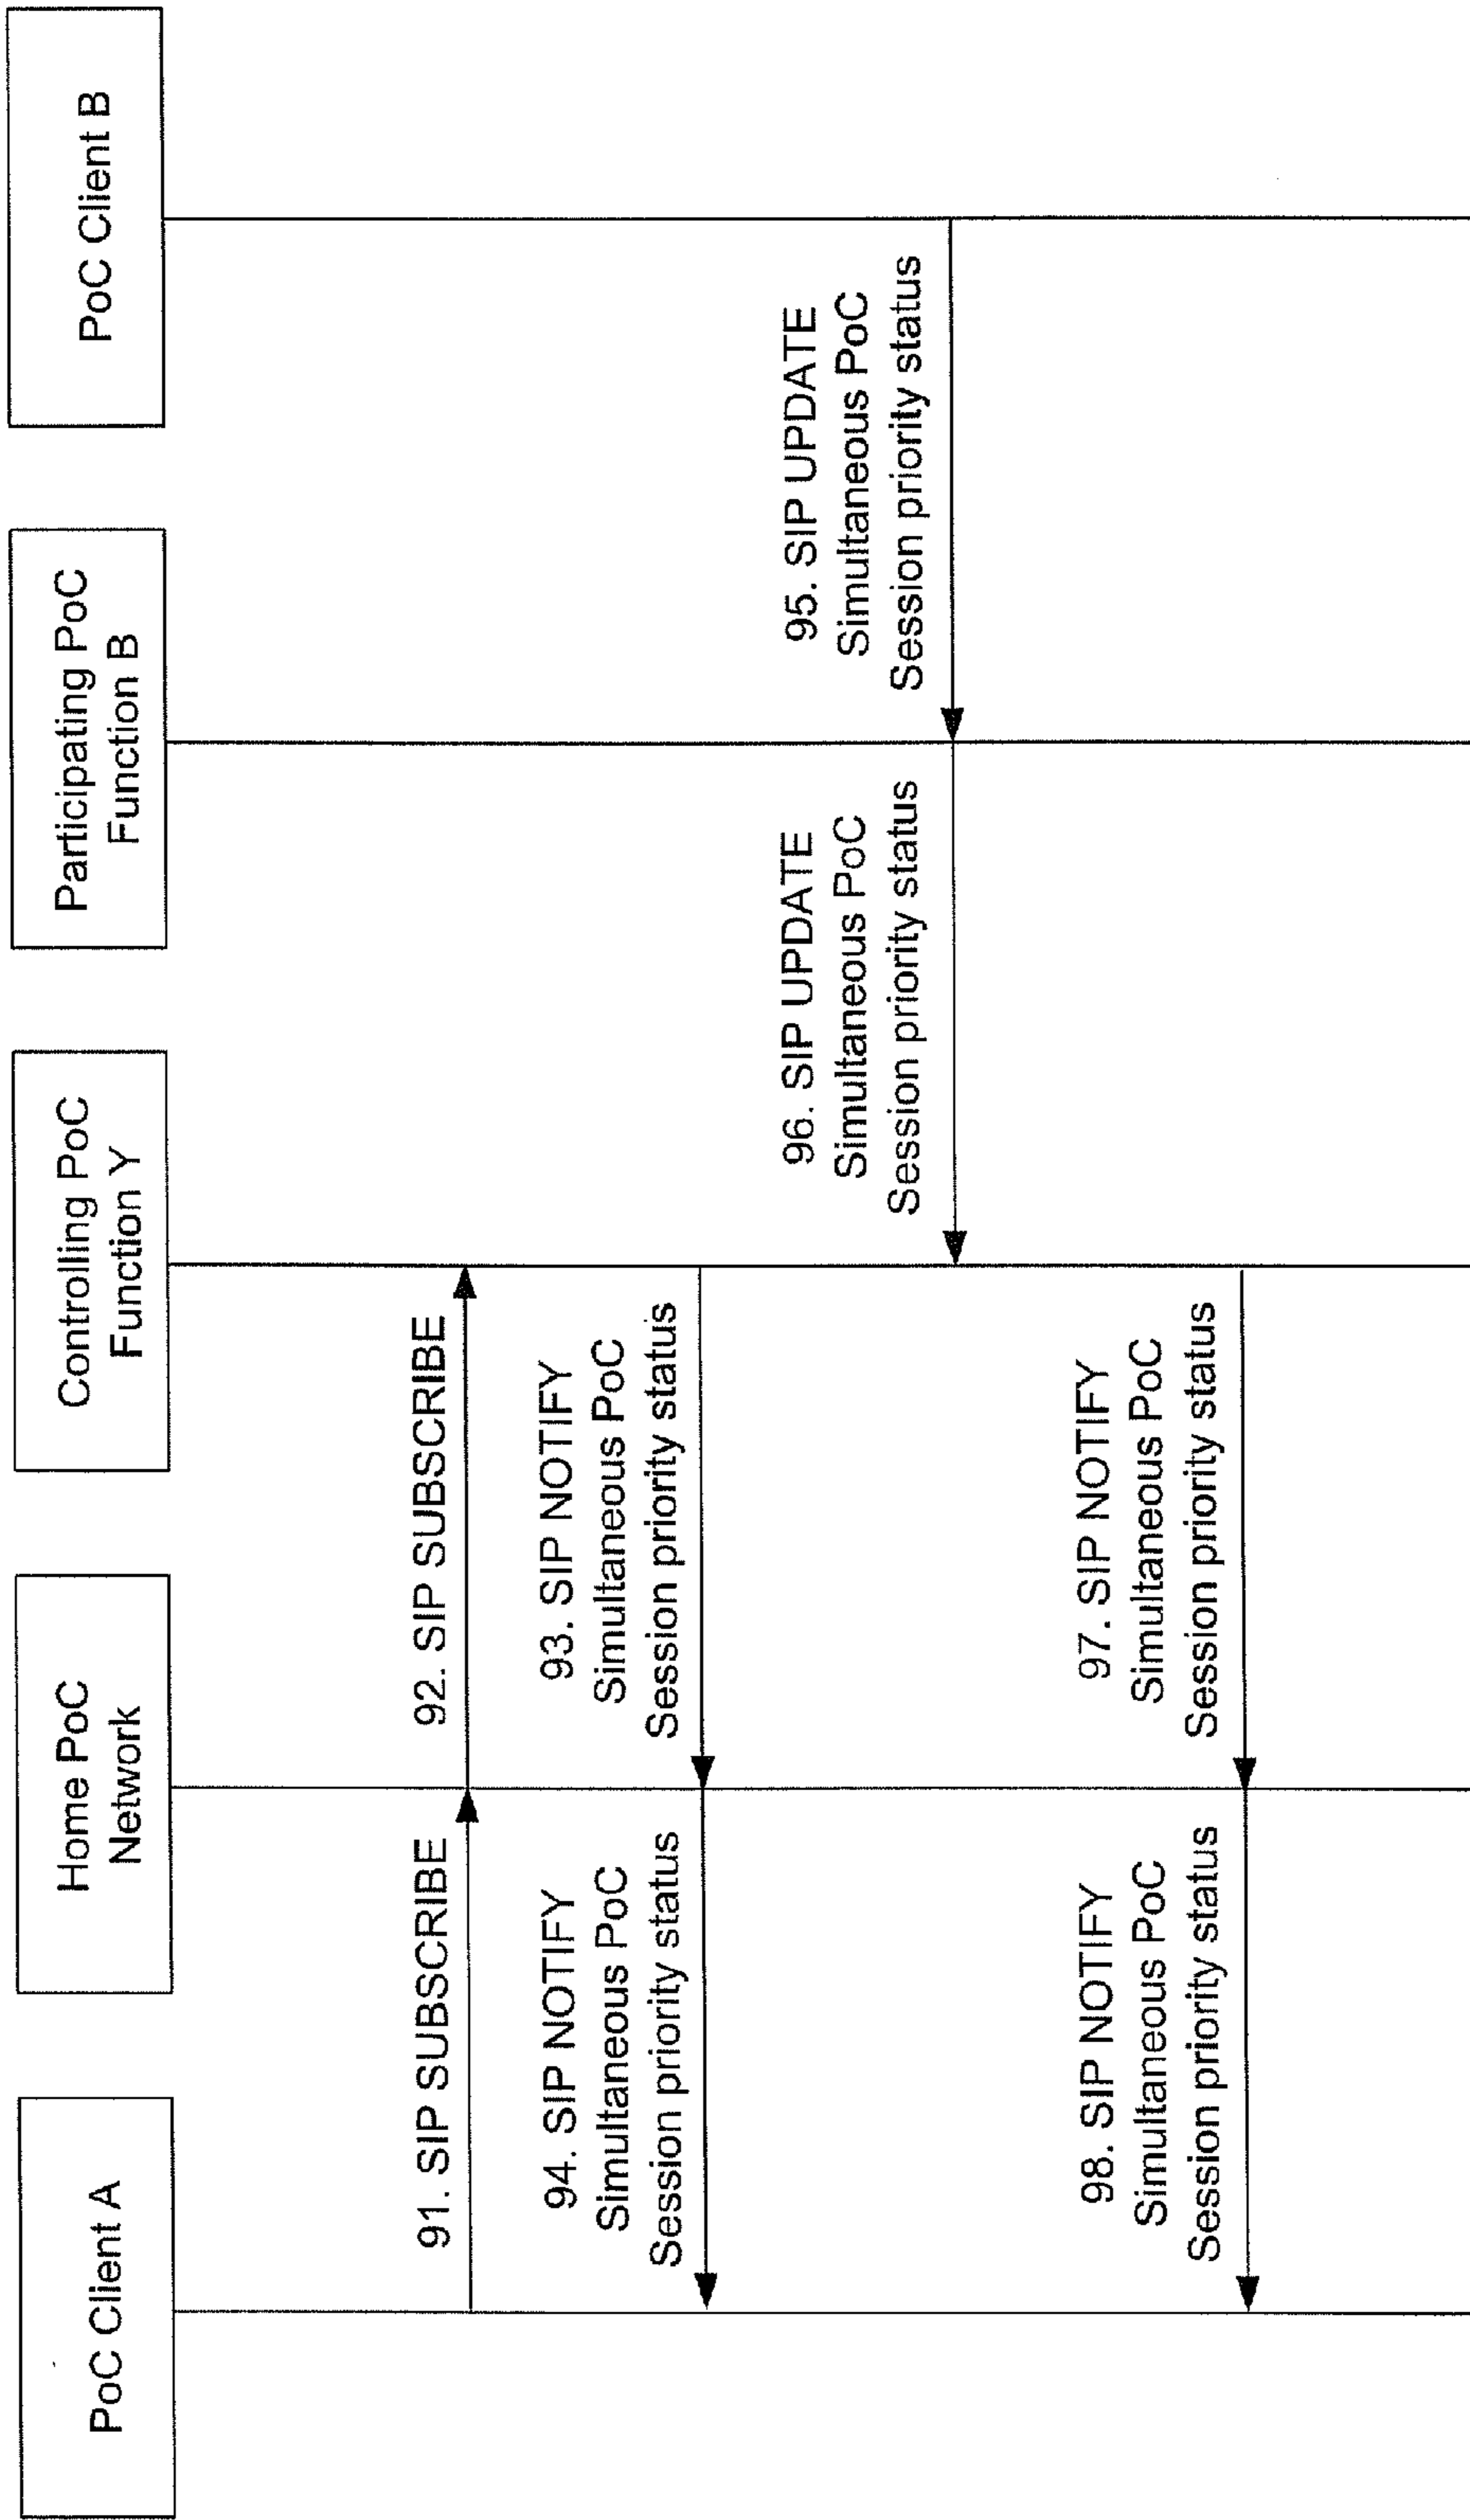 PoC Client A
Home PoC
Network
Controlling PoC
Function Y
Participating PoC
Function B
PoC Client B
91. SIP SUBSCRIBE
92. SIP SUBSCRIBE
94. SIP NOTIFY
Simultaneous PoC
Session priority status
93. SIP NOTIFY
Simultaneous PoC
Session priority status
96. SIP UPDATE
Simultaneous PoC
Session priority status
95. SIP UPDATE
Simultaneous PoC
Session priority status
98. SIP NOTIFY
Simultaneous PoC
Session priority status
97. SIP NOTIFY
Simultaneous PoC
Session priority status